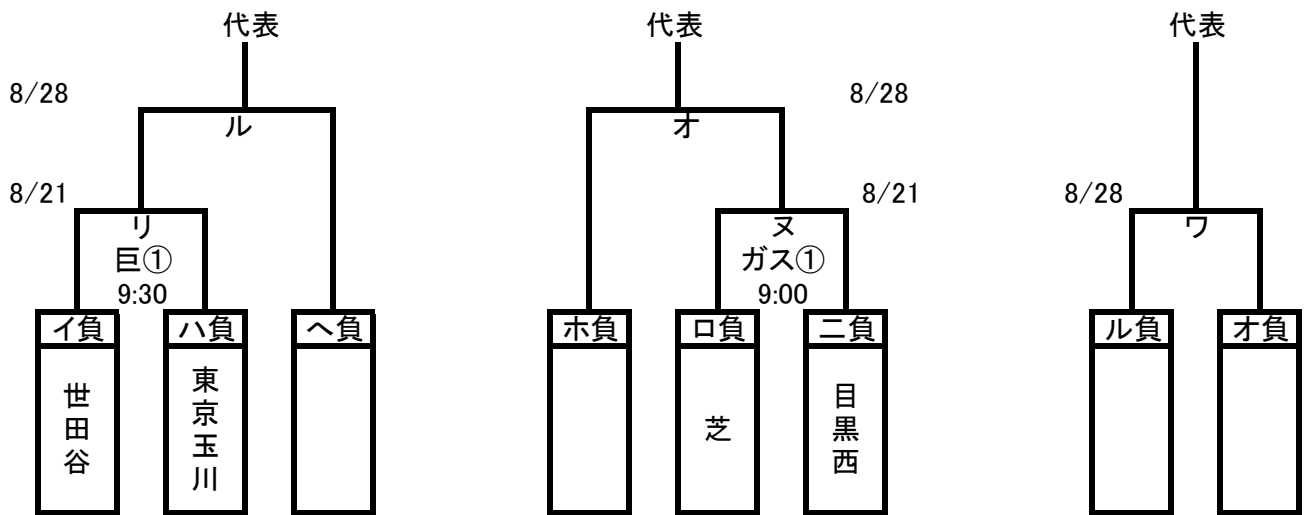 代表 代表 代表
8/28 8/28
ル オ
8/21 8/21 8/28
リ ヌ ワ
巨① ガス①
9:30 9:00
イ負 ハ負 ヘ負 ホ負 ロ負 ニ負 ル負 オ負
世田谷 東京玉川 芝 目黒西